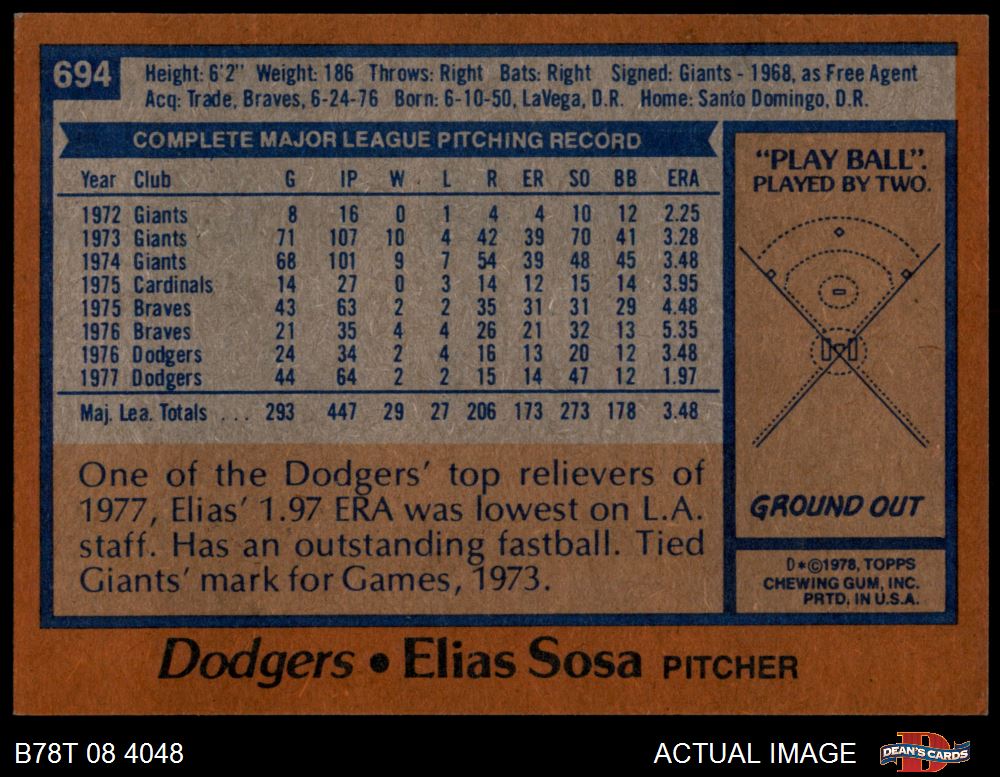 694
Height: 6'2" Weight: 186 Throws: Right Bats: Right Signed: Giants - 1968, as Free Agent
Acq: Trade, Braves, 6-24-76 Born: 6-10-50, LaVega, D.R. Home: Santo Domingo, D.R.
COMPLETE MAJOR LEAGUE PITCHING RECORD
Year Club G IP W L R ER SO BB ERA
1972 Giants 8 16 0 1 4 4 10 12 2.25
1973 Giants 71 107 10 4 42 39 70 41 3.28
1974 Giants 68 101 9 7 54 39 48 45 3.48
1975 Cardinals 14 27 0 3 14 12 15 14 3.95
1975 Braves 43 63 2 2 35 31 31 29 4.48
1976 Braves 21 35 4 4 26 21 32 13 5.35
1976 Dodgers 24 34 2 4 16 13 20 12 3.48
1977 Dodgers 44 64 2 2 15 14 47 12 1.97
Maj. Lea. Totals ... 293 447 29 27 206 173 273 178 3.48
One of the Dodgers' top relievers of
1977, Elias' 1.97 ERA was lowest on L.A.
staff. Has an outstanding fastball. Tied
Giants' mark for Games, 1973.
"PLAY BALL".
PLAYED BY TWO.
GROUND OUT
D*©1978, TOPPS
CHEWING GUM, INC.
PRTD. IN U.S.A.
Dodgers • Elias Sosa PITCHER
B78T 08 4048
ACTUAL IMAGE
DEAN'S CARDS